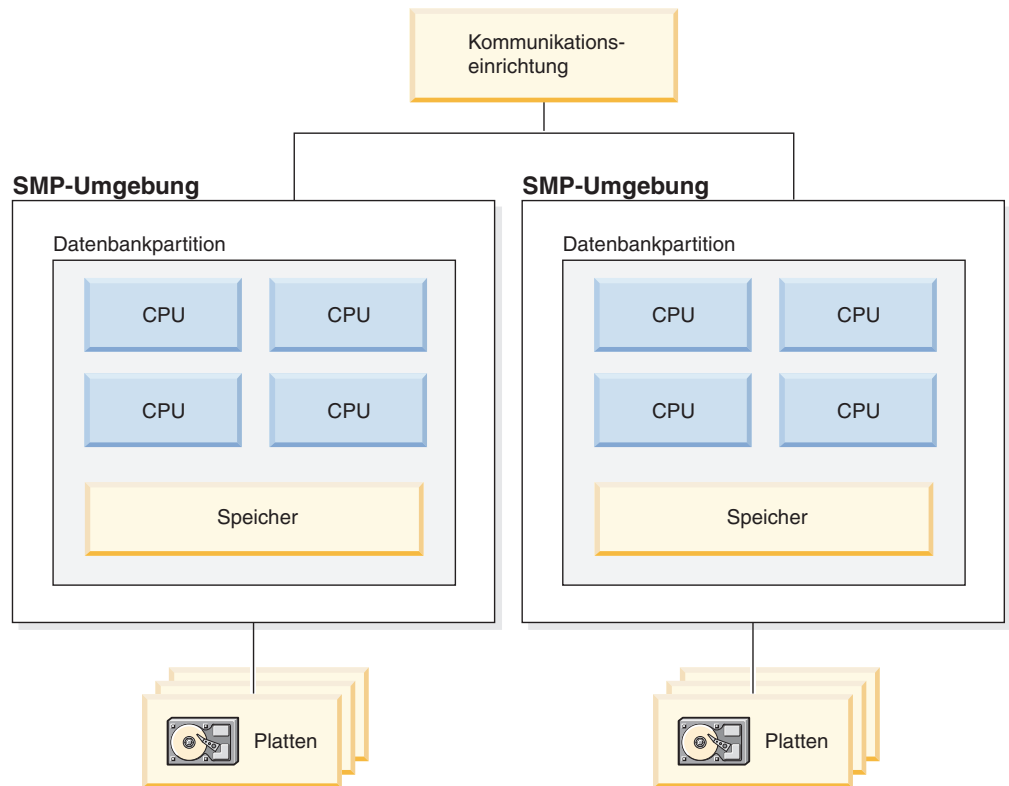 Kommunikations-
einrichtung
SMP-Umgebung
Datenbankpartition
CPU
CPU
CPU
CPU
Speicher
Platten
SMP-Umgebung
Datenbankpartition
CPU
CPU
CPU
CPU
Speicher
Platten